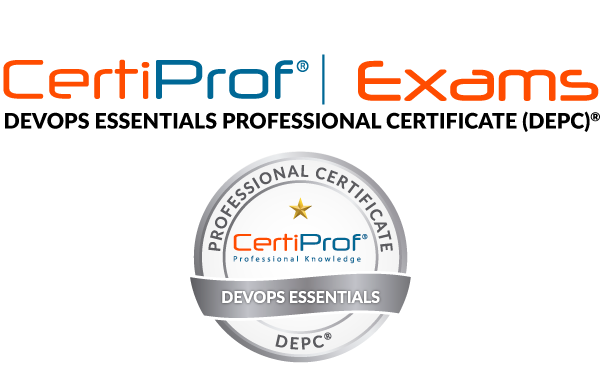 CertiProf® | Exams
DEVOPS ESSENTIALS PROFESSIONAL CERTIFICATE (DEPC)®
PROFESSIONAL CERTIFICATE
CertiProf®
Professional Knowledge
DEVOPS ESSENTIALS
DEPC®